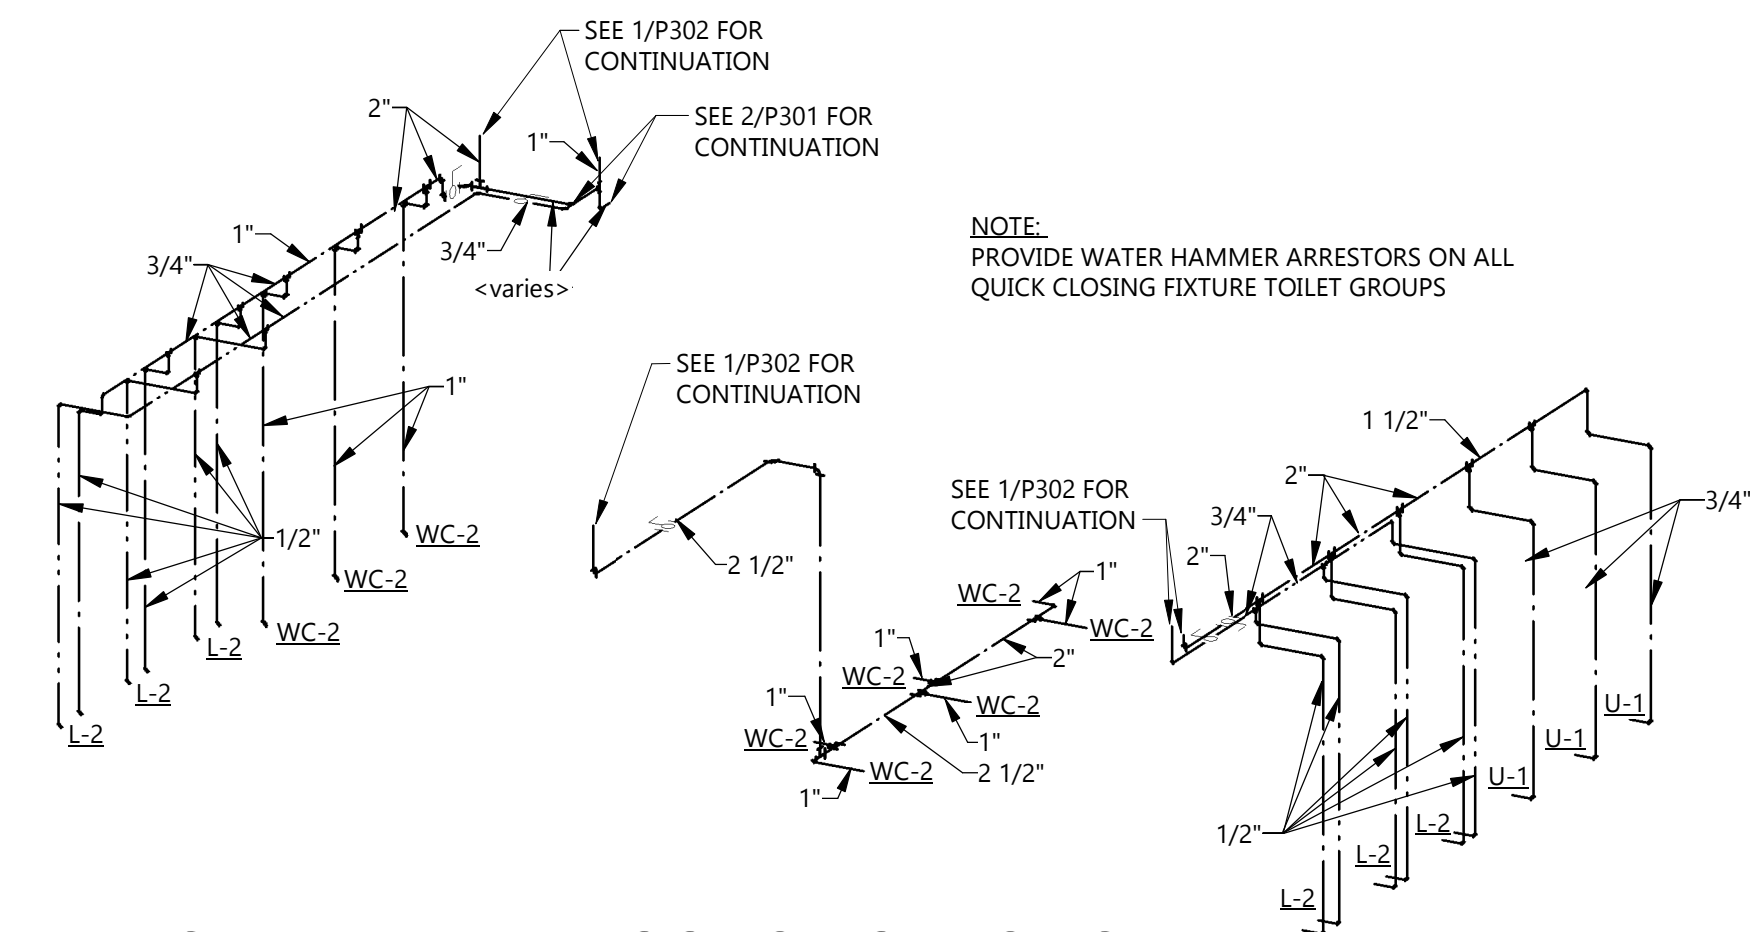 SEE 1/P302 FOR
CONTINUATION
2"
SEE 2/P301 FOR
CONTINUATION
1"
1"
3/4"
3/4"
<varies>
NOTE:
PROVIDE WATER HAMMER ARRESTORS ON ALL
QUICK CLOSING FIXTURE TOILET GROUPS
1"
1/2"
WC-2
WC-2
WC-2
L-2
L-2
L-2
SEE 1/P302 FOR
CONTINUATION
2 1/2"
WC-2
1"
WC-2
1"
2"
WC-2
WC-2
1"
1"
WC-2
WC-2
2 1/2"
1"
SEE 1/P302 FOR
CONTINUATION
1 1/2"
2"
3/4"
2"
3/4"
U-1
U-1
U-1
1/2"
L-2
L-2
L-2